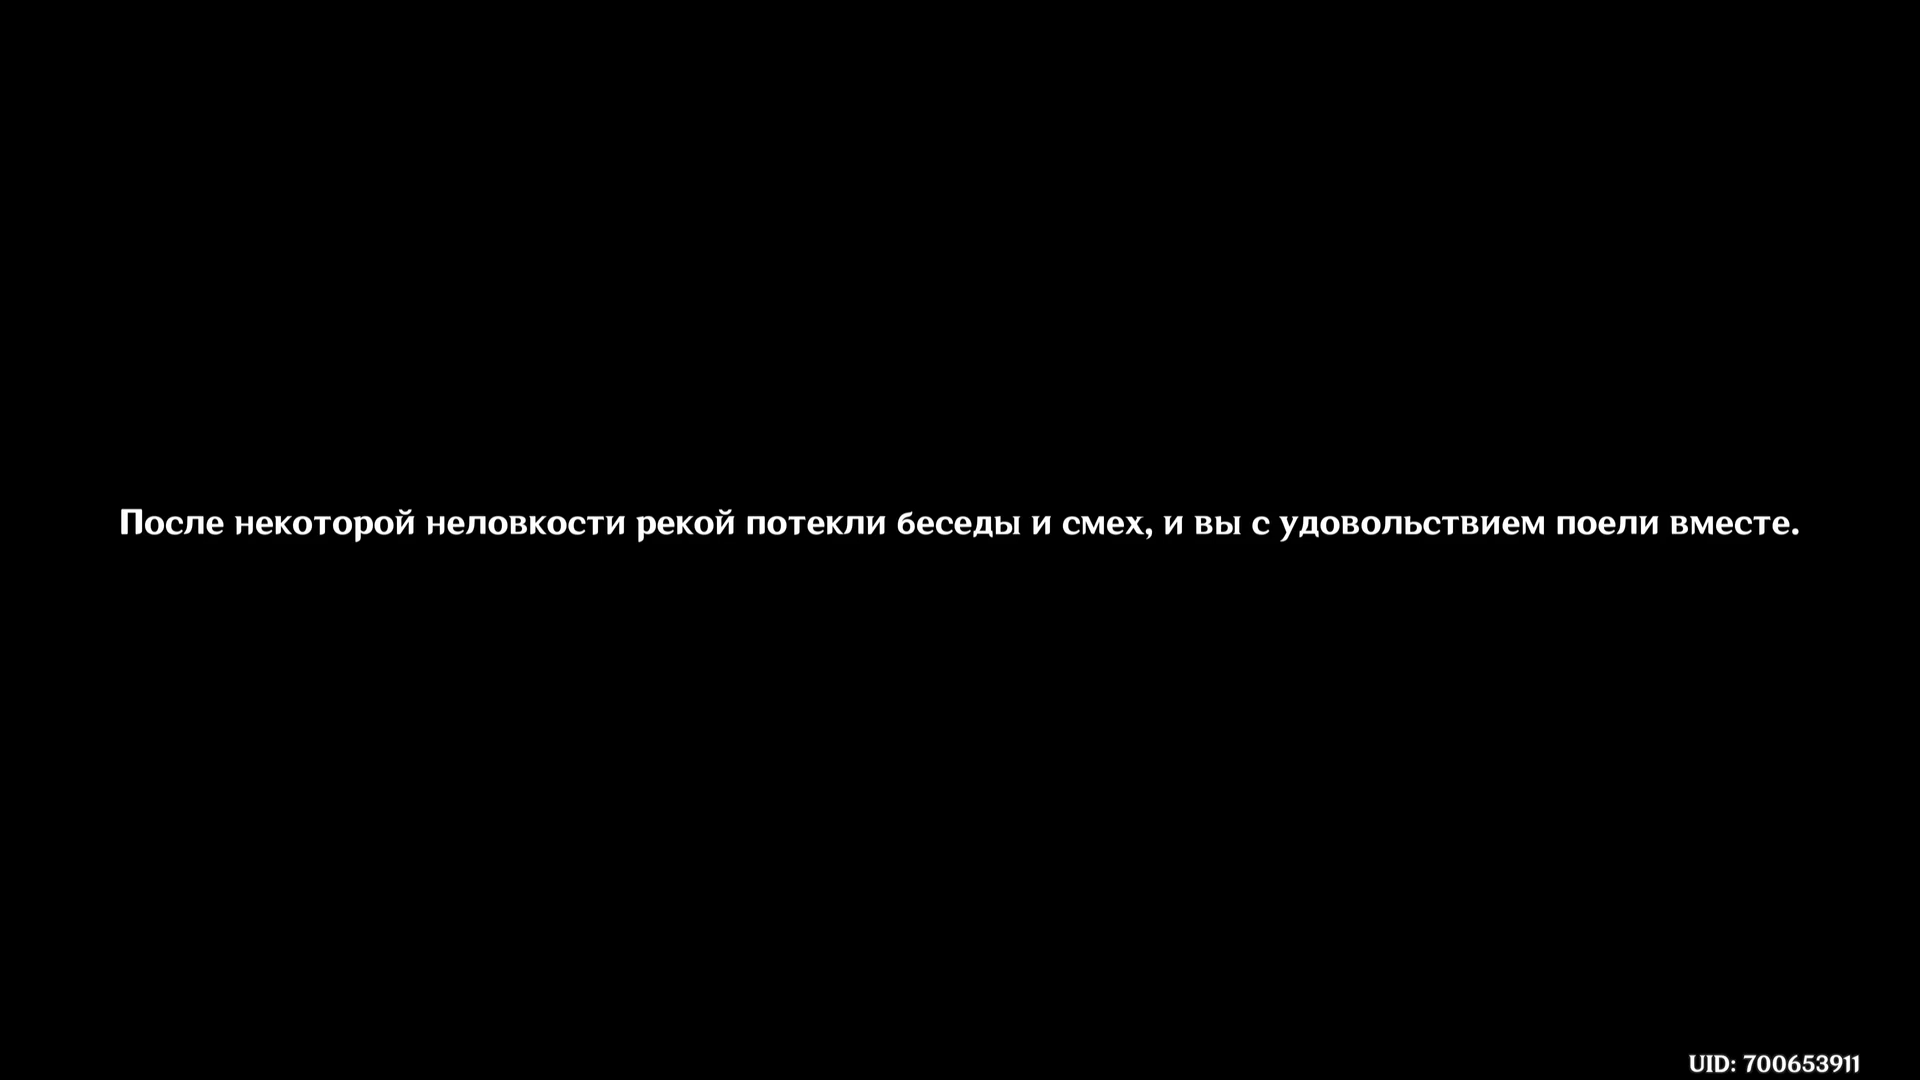 После некоторой неловкости рекой потекли беседы и смех, и вы с удовольствием поели вместе.
UID: 700653911